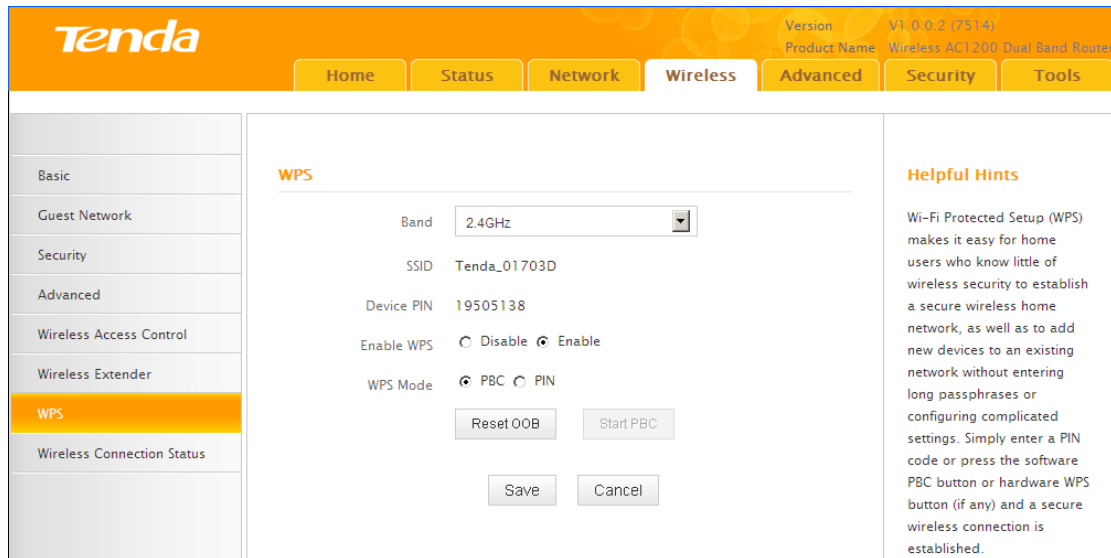 Tenda
Version V1.0.0.2 (7514)
Product Name Wireless AC1200 Dual Band Router
Home Status Network Wireless Advanced Security Tools
Basic
Guest Network
Security
Advanced
Wireless Access Control
Wireless Extender
WPS
Wireless Connection Status
WPS
Band 2.4GHz
SSID Tenda_01703D
Device PIN 19505138
Enable WPS Disable Enable
WPS Mode PBC PIN
Reset OOB Start PBC
Save Cancel
Helpful Hints
Wi-Fi Protected Setup (WPS)
makes it easy for home
users who know little of
wireless security to establish
a secure wireless home
network, as well as to add
new devices to an existing
network without entering
long passphrases or
configuring complicated
settings. Simply enter a PIN
code or press the software
PBC button or hardware WPS
button (if any) and a secure
wireless connection is
established.